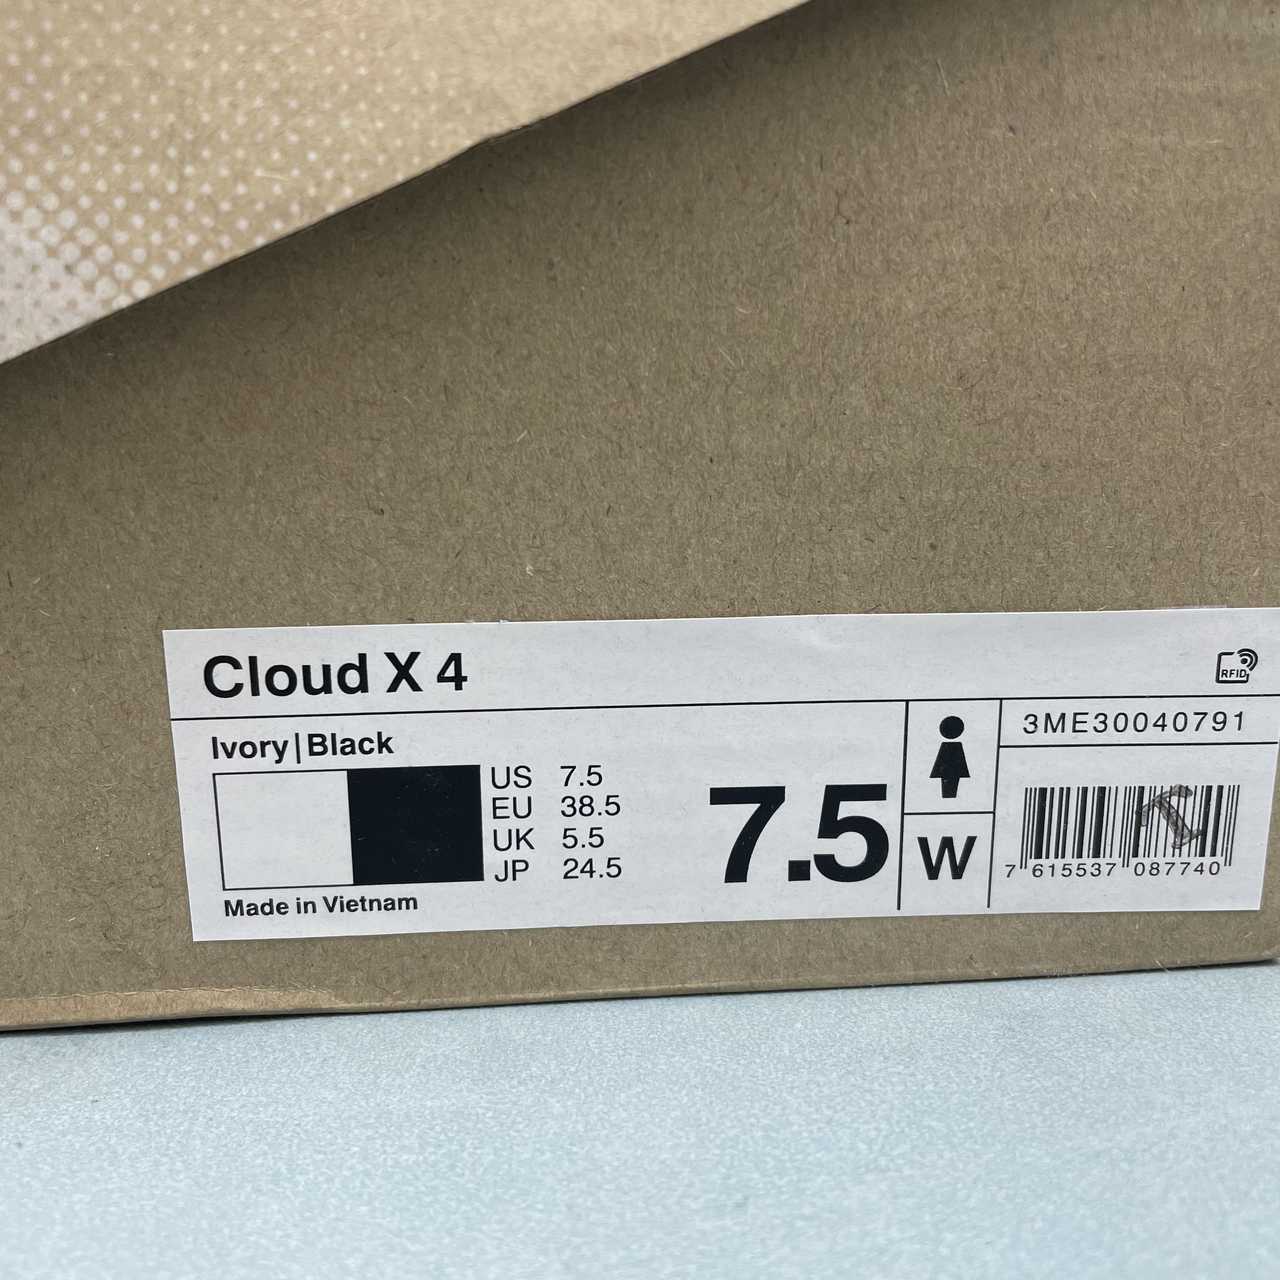 Cloud X 4
RFID
Ivory|Black
US 7.5
EU 38.5
UK 5.5
JP 24.5
Made in Vietnam
7.5
W
3ME30040791
7 615537 087740